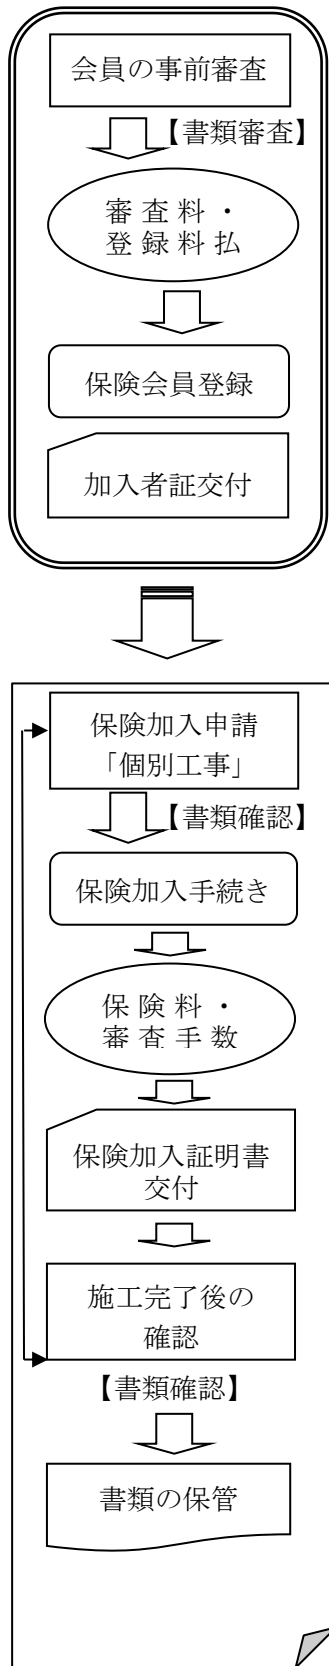 会員の事前審査
【書類審査】
審査料・
登録料払
保険会員登録
加入者証交付
保険加入申請
「個別工事」
【書類確認】
保険加入手続き
保険料・
審査手数
保険加入証明書
交付
施工完了後の
確認
【書類確認】
書類の保管